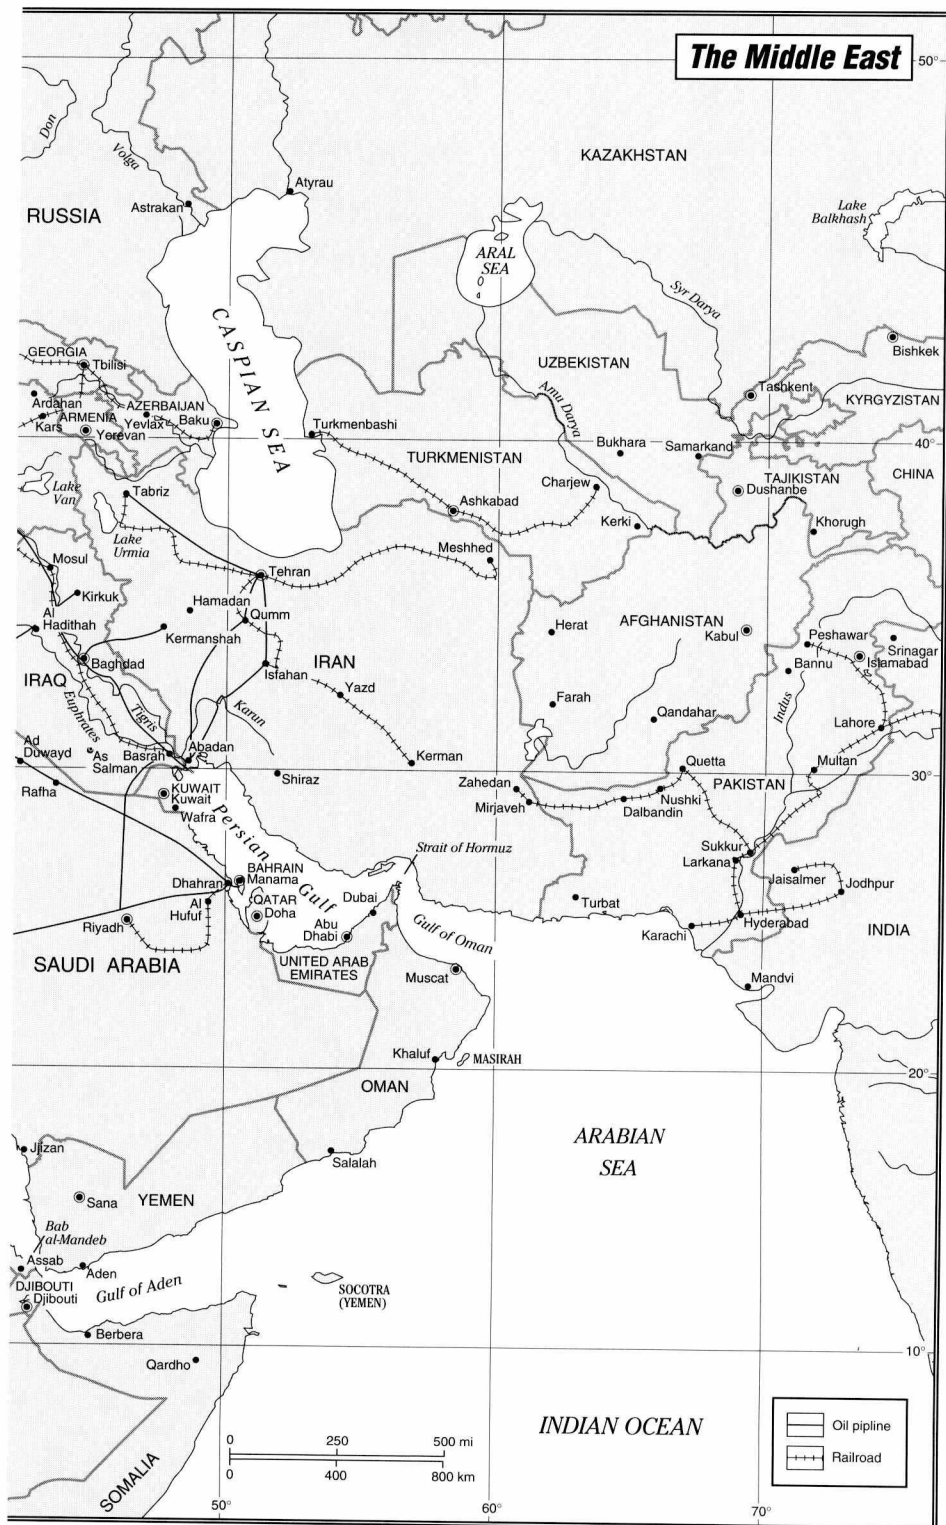 The Middle East
50°
Don
Volga
KAZAKHSTAN
Atyrau
Astrakan
RUSSIA
Lake
Balkhash
ARAL
SEA
Syr Darya
CASPIAN SEA
GEORGIA
Tbilisi
UZBEKISTAN
Bishkek
Ardahan
Kars
ARMENIA
Yerevan
AZERBAIJAN
Yevlax
Baku
Turkmenbashi
Amu Darya
Tashkent
KYRGYZISTAN
40°
Bukhara
Samarkand
TURKMENISTAN
TAJIKISTAN
CHINA
Lake
Van
Tabriz
Charjew
Dushanbe
Ashkabad
Lake
Urmia
Kerki
Khorugh
Mosul
Meshhed
Tehran
Kirkuk
Hamadan
Al
Hadithah
Qumm
Kermanshah
AFGHANISTAN
Herat
Kabul
Peshawar
Srinagar
Islamabad
Bannu
Baghdad
IRAN
Isfahan
IRAQ
Yazd
Farah
Euphrates
Tigris
Karun
Indus
Qandahar
Lahore
Ad
Duwayd
As
Salman
Basrah
Abadan
Kerman
Quetta
Multan
30°
Rafha
Shiraz
Zahedan
PAKISTAN
KUWAIT
Kuwait
Mirjaveh
Nushki
Dalbandin
Wafra
Persian Gulf
Sukkur
Larkana
Strait of Hormuz
BAHRAIN
Manama
Dhahran
Jaisalmer
Jodhpur
Al
Hufuf
QATAR
Doha
Dubai
Turbat
Riyadh
Abu
Dhabi
Gulf of Oman
Karachi
Hyderabad
INDIA
SAUDI ARABIA
UNITED ARAB
EMIRATES
Muscat
Mandvi
Khaluf
MASIRAH
20°
OMAN
ARABIAN
SEA
Jjizan
Salalah
Sana
YEMEN
Bab
al-Mandeb
Assab
Aden
DJIBOUTI
Djibouti
Gulf of Aden
SOCOTRA
(YEMEN)
Berbera
Qardho
10°
INDIAN OCEAN
Oil pipline
Railroad
0 250 500 mi
0 400 800 km
SOMALIA
50°
60°
70°